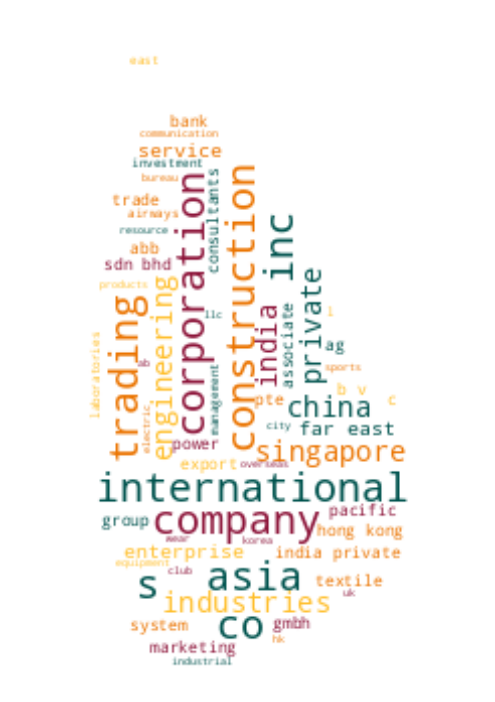 east
bank
communication
service
investment
bureau
corporation
consultants
construction
trade
airways
inc
resource
abb
sdn bhd
private
products
engineering
trading
llc
india
associate
l
laboratories
ag
ab
sports
management
b v
pte
china
c
electric
city
far east
power
singapore
export
overseas
international
group
company
pacific
hong kong
wear
korea
enterprise
india private
equipment
club
s
asia
textile
uk
industries
system
co
gmbh
hk
marketing
industrial